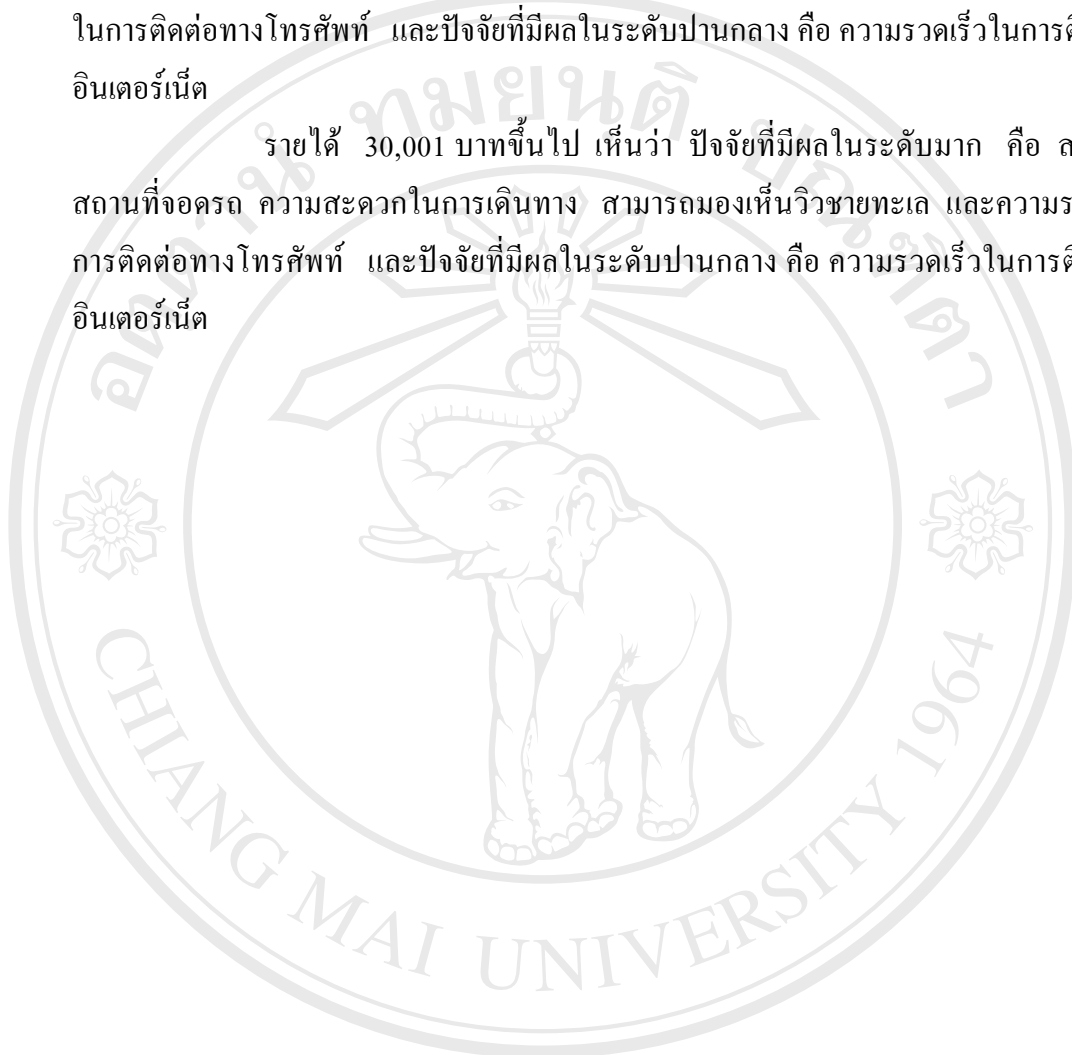 ในการติดต่อทางโทรศัพท์ และปัจจัยที่มีผลในระดับปานกลาง คือ ความรวดเร็วในการ
อินเตอร์เน็ต
รายได้ 30,001 บาทขึ้นไป เห็นว่า ปัจจัยที่มีผลในระดับมาก คือ
สถานที่จอดรถ ความสะดวกในการเดินทาง สามารถมองเห็นวิวชายทะเล และ
การติดต่อทางโทรศัพท์ และปัจจัยที่มีผลในระดับปานกลาง คือ ความรวดเร็วในการ
อินเตอร์เน็ต
CHIANG MAI UNIVERSITY 1964